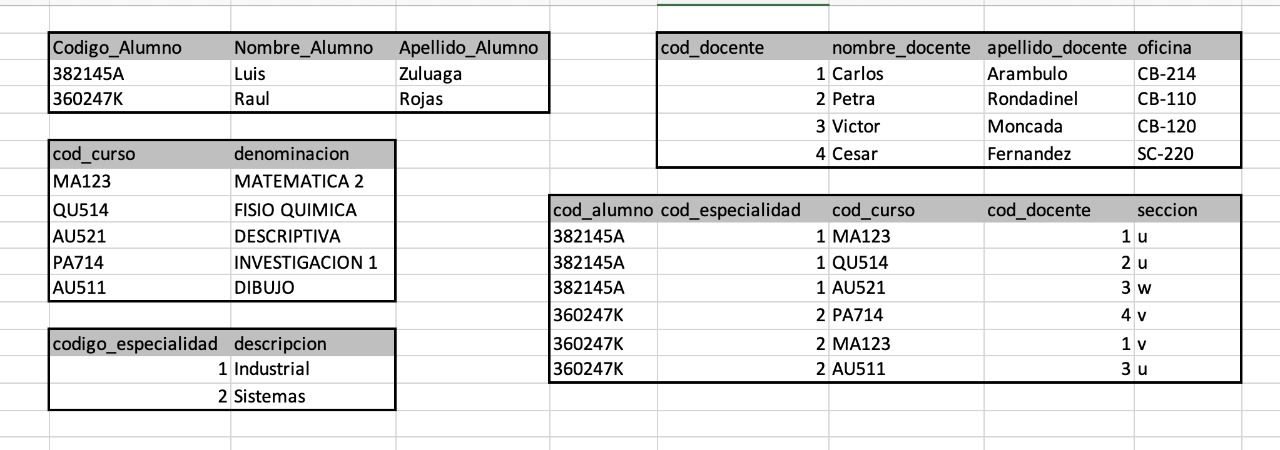 Codigo_Alumno Nombre_Alumno Apellido_Alumno
382145A Luis Zuluaga
360247K Raul Rojas
cod_docente nombre_docente apellido_docente oficina
1 Carlos Arambulo CB-214
2 Petra Rondadinel CB-110
3 Victor Moncada CB-120
4 Cesar Fernandez SC-220
cod_curso denominacion
MA123 MATEMATICA 2
QU514 FISIO QUIMICA
AU521 DESCRIPTIVA
PA714 INVESTIGACION 1
AU511 DIBUJO
cod_alumno cod_especialidad cod_curso cod_docente seccion
382145A 1 MA123 1 u
382145A 1 QU514 2 u
382145A 1 AU521 3 w
360247K 2 PA714 4 v
360247K 2 MA123 1 v
360247K 2 AU511 3 u
codigo_especialidad descripcion
1 Industrial
2 Sistemas